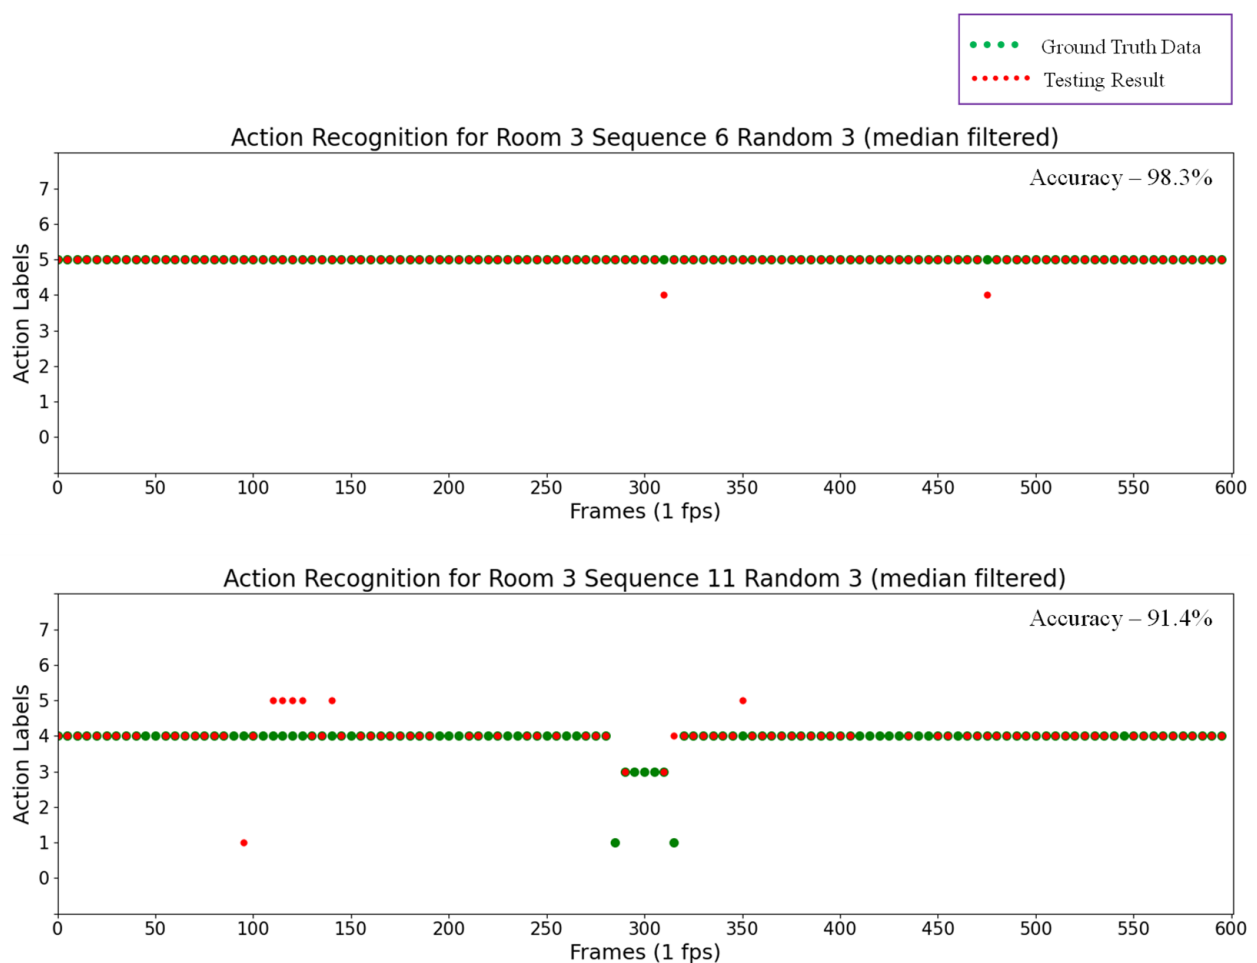 Ground Truth Data
Testing Result
Action Recognition for Room 3 Sequence 6 Random 3 (median filtered)
Accuracy – 98.3%
Action Labels
7
6
5
4
3
2
1
0
0 50 100 150 200 250 300 350 400 450 500 550 600
Frames (1 fps)
Action Recognition for Room 3 Sequence 11 Random 3 (median filtered)
Accuracy – 91.4%
Action Labels
7
6
5
4
3
2
1
0
0 50 100 150 200 250 300 350 400 450 500 550 600
Frames (1 fps)